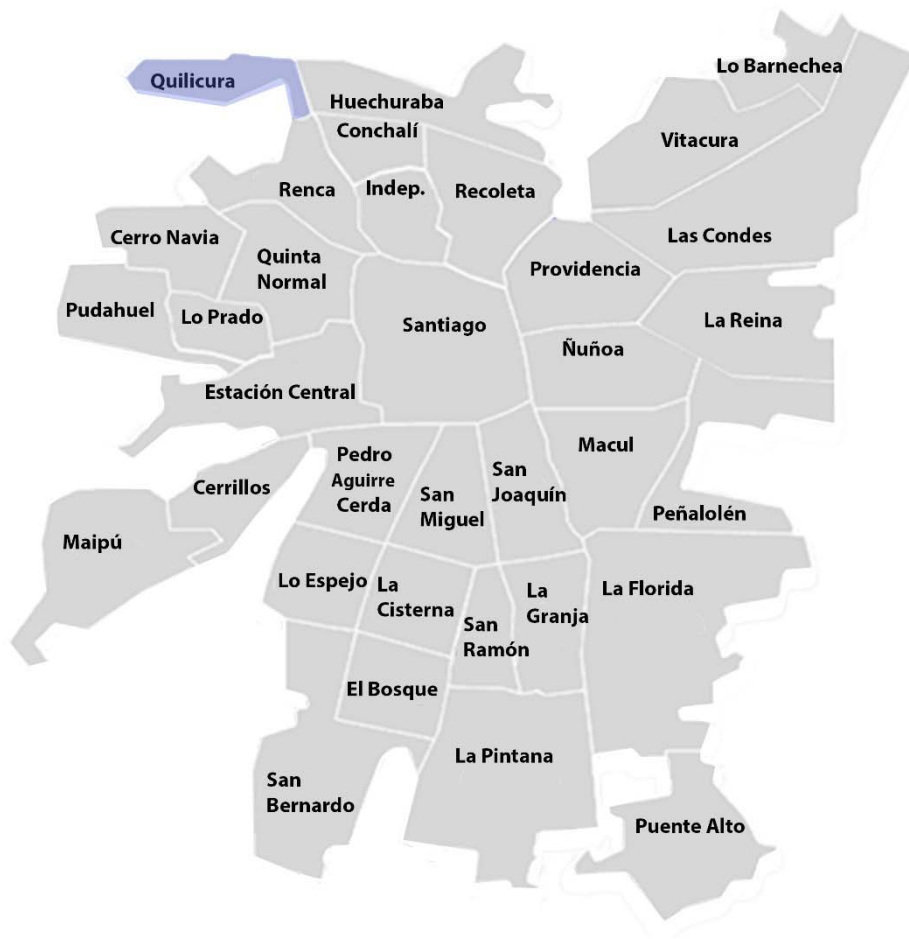 Lo Barnechea
Quilicura
Huechuraba
Conchalí
Vitacura
Renca
Indep.
Recoleta
Cerro Navia
Las Condes
Quinta
Normal
Providencia
Pudahuel
Lo Prado
Santiago
La Reina
Ñuñoa
Estación Central
Macul
Pedro
Aguirre
Cerda
San
Joaquín
Cerrillos
San
Miguel
Peñalolén
Maipú
Lo Espejo
La
Cisterna
La
Granja
La Florida
San
Ramón
El Bosque
La Pintana
San
Bernardo
Puente Alto